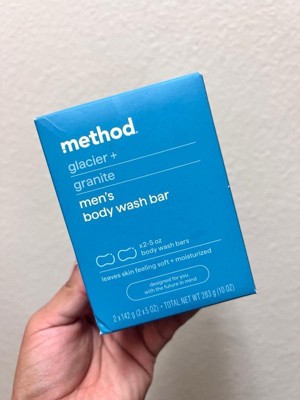 method.
glacier +
granite
men's
body wash bar
x2-5 oz
body wash bars
leaves skin feeling soft + moisturized
designed for you
with the future in mind
2 x 142 g (2 x 5 OZ) • TOTAL NET WT 283 g (10 OZ)